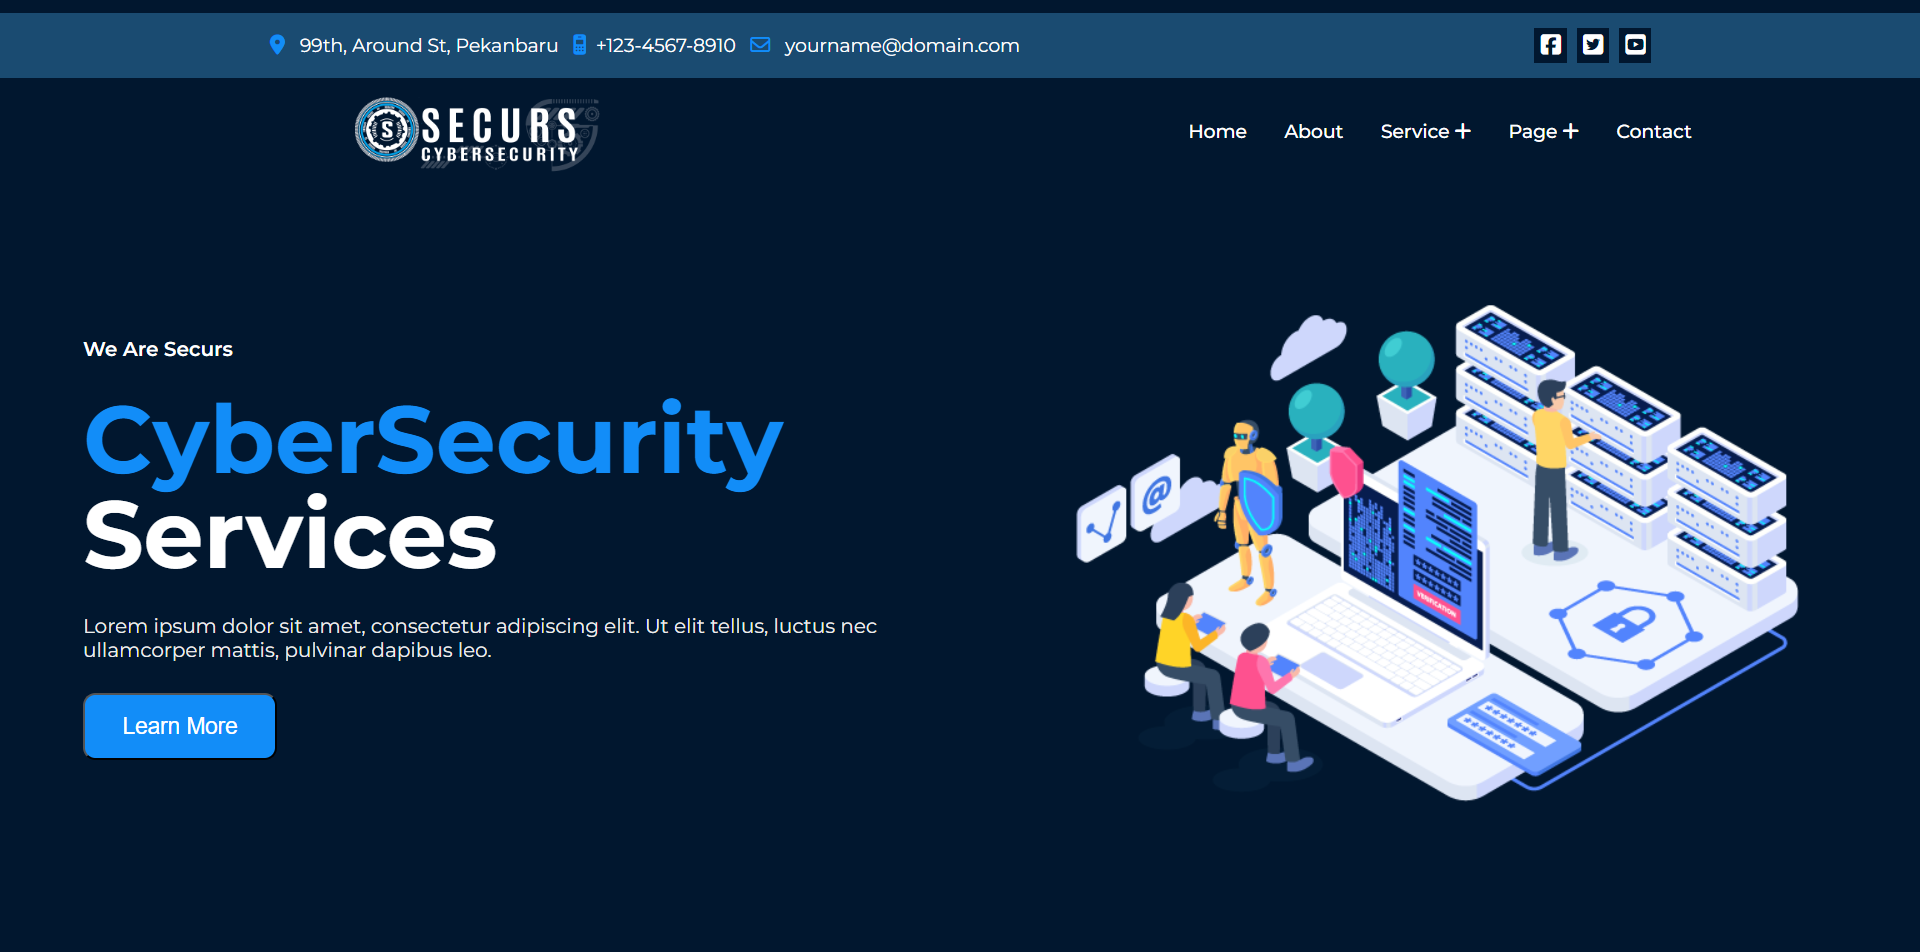 99th, Around St, Pekanbaru +123-4567-8910 yourname@domain.com
S SECURS
CYBERSECURITY
Home About Service + Page + Contact
We Are Securs
CyberSecurity
Services
Lorem ipsum dolor sit amet, consectetur adipiscing elit. Ut elit tellus, luctus nec
ullamcorper mattis, pulvinar dapibus leo.
Learn More
@
VERIFICATION